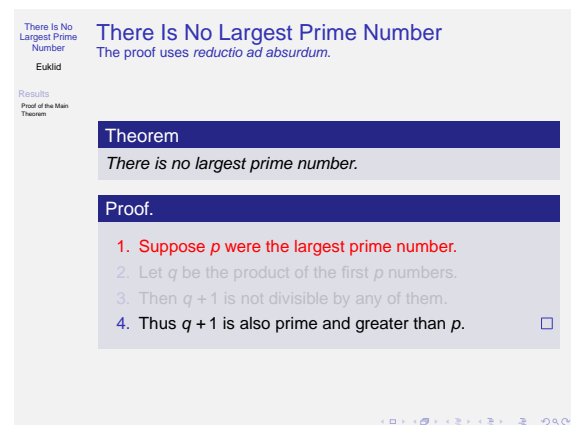 There Is No
Largest Prime
Number
Euklid
Results
Proof of the Main
Theorem
There Is No Largest Prime Number
The proof uses reductio ad absurdum.
Theorem
There is no largest prime number.
Proof.
1. Suppose p were the largest prime number.
2. Let q be the product of the first p numbers.
3. Then q + 1 is not divisible by any of them.
4. Thus q + 1 is also prime and greater than p.